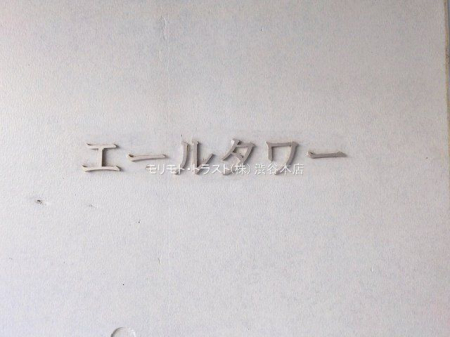 エールタワー
モリモト・トラスト(株) 渋谷本店